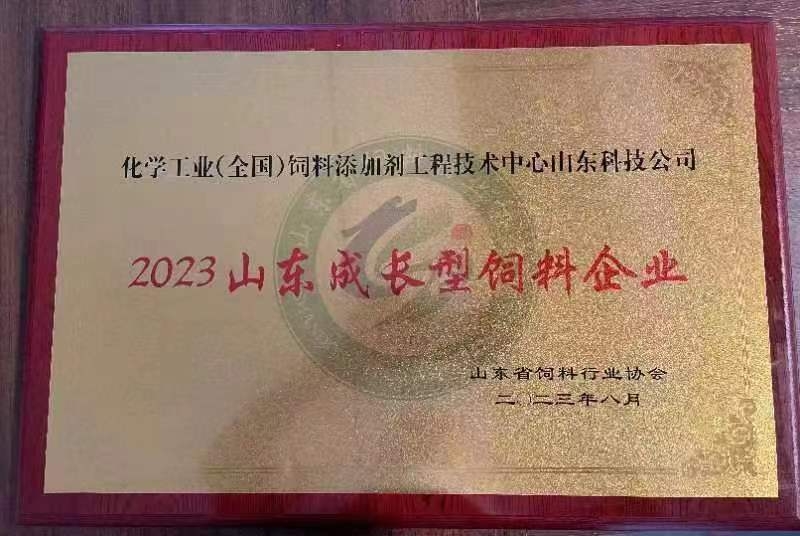 化学工业(全国)饲料添加剂工程技术中心山东科技公司
2023山东成长型饲料企业
山东省饲料行业协会
二〇二三年八月